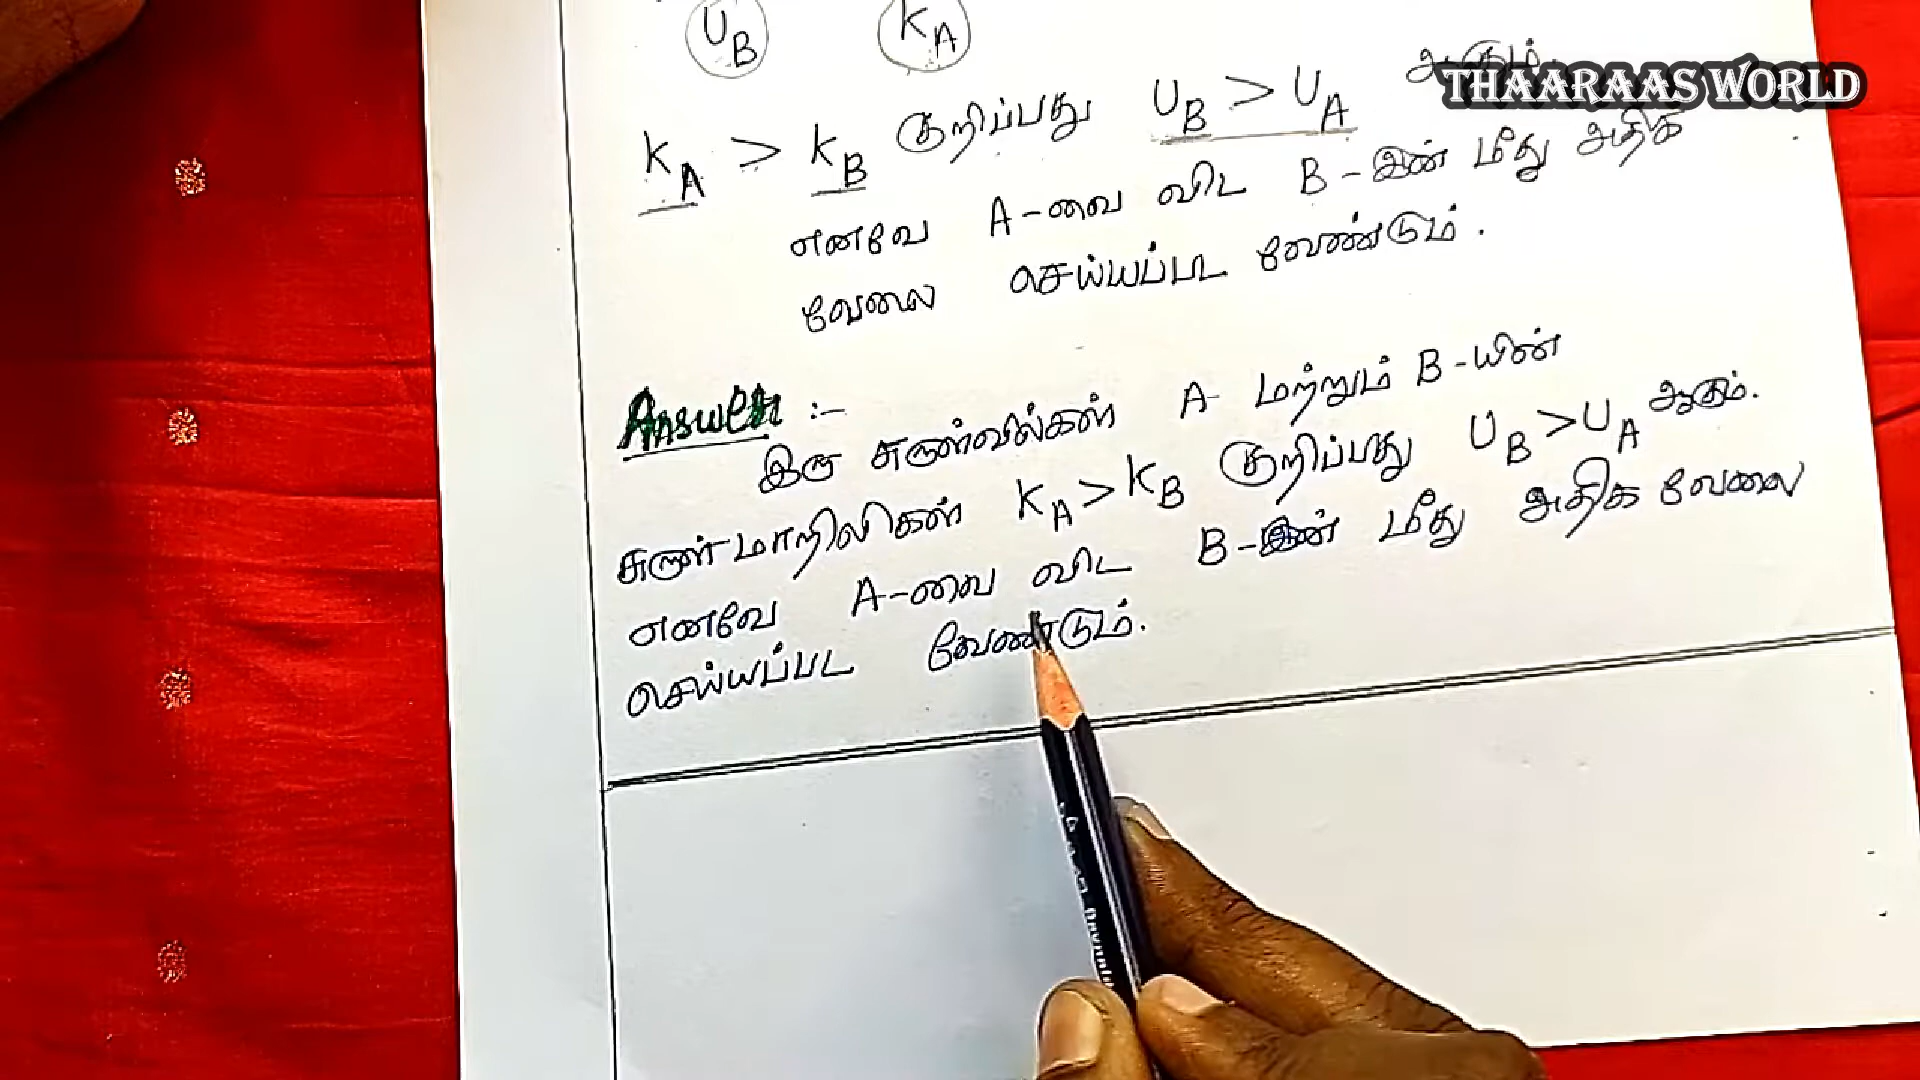 U_B K_A
THAARAAS WORLD
K_A > K_B குறிப்பது U_B > U_A ஆகும்.
எனவே A-வை விட B-இன் மீது அதிக
வேலை செய்யப்பட வேண்டும்.
Answer :-
இரு சுருள்வில்கள் A மற்றும் B-யின்
சுருள் மாறிலிகள் K_A > K_B குறிப்பது U_B > U_A ஆகும்.
எனவே A-வை விட B-இன் மீது அதிக வேலை
செய்யப்பட வேண்டும்.